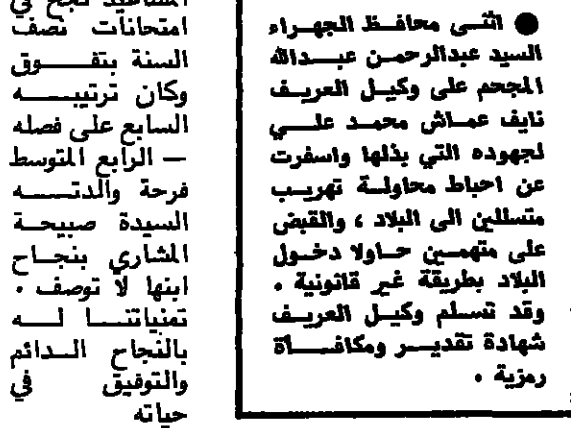 ● اثنى محافظ الجهراء
السيد عبدالرحمن عبدالله
المجحم على وكيل العريف
نايف عماش محمد علي
لجهوده التي بذلها واسفرت
عن احباط محاولة تهريب
متسللين الى البلاد ، والقبض
على متهمين حاولا دخول
البلاد بطريقة غير قانونية .
وقد تسلم وكيل العريف
شهادة تقدير ومكافأة
رمزية .
نجح في
امتحانات نصف
السنة بتفوق
وكان ترتيبه
السابع على فصله
— الرابع المتوسط
فرحة والدته
السيدة صبيحة
المشاري بنجاح
ابنها لا توصف .
تمنياتنا له
بالنجاح الدائم
والتوفيق في
حياته